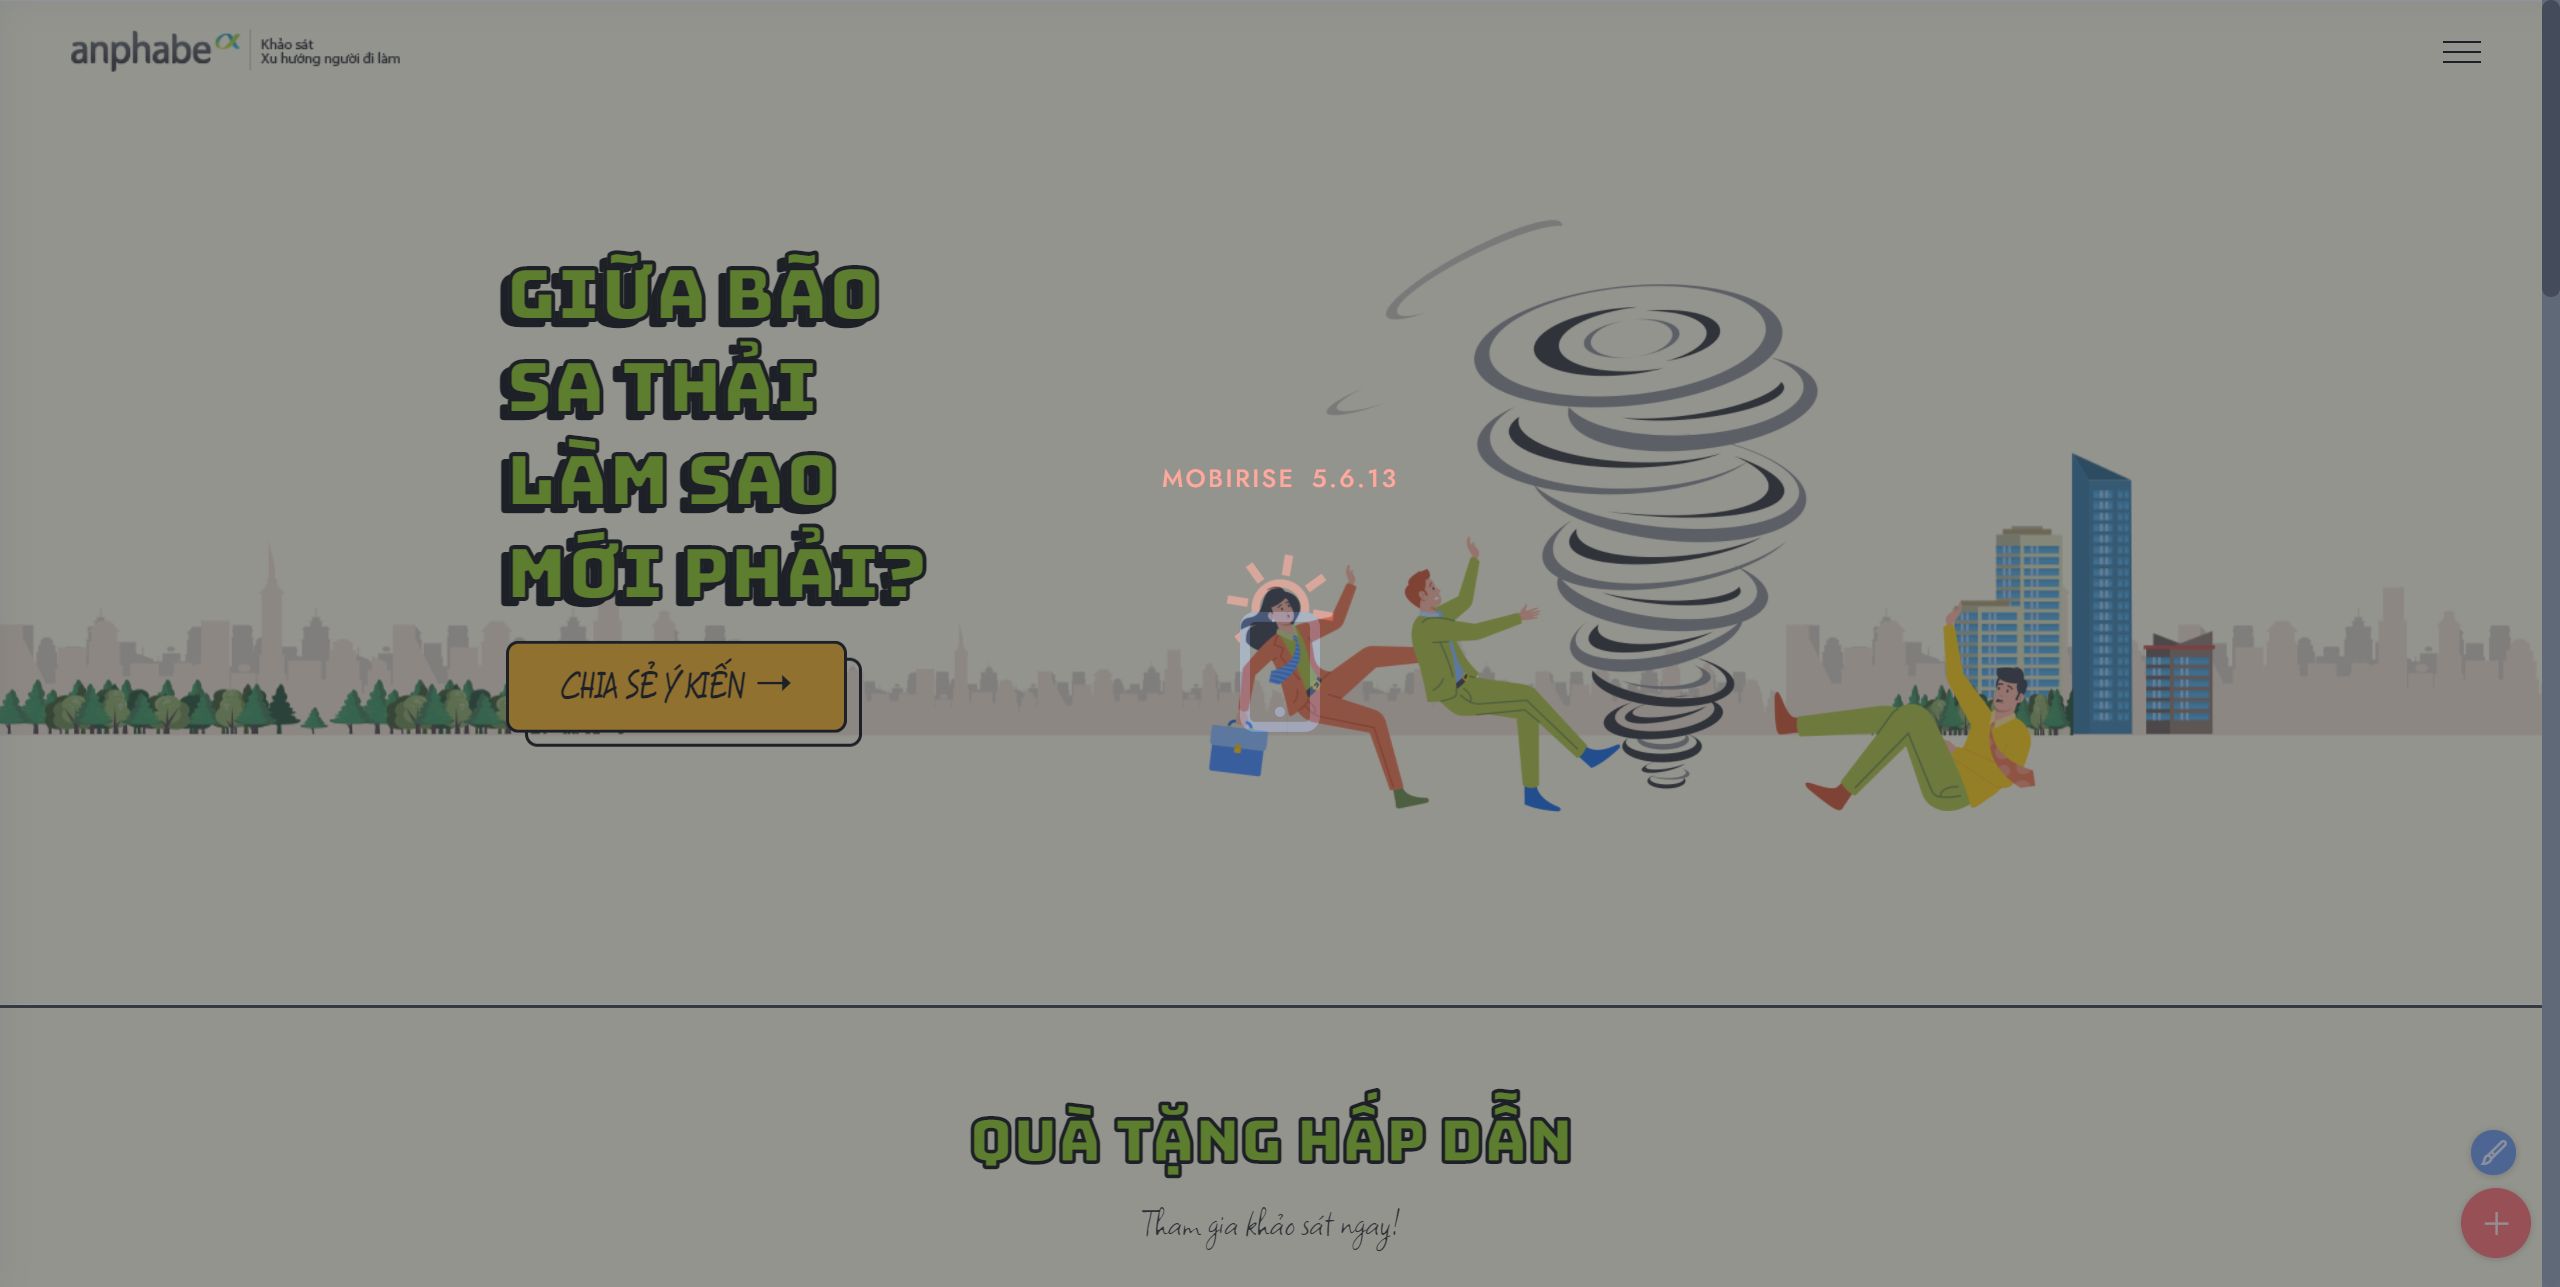 anphabe
Khảo sát
Xu hướng người đi làm
GIỮA BÃO
SA THẢI
LÀM SAO
MỚI PHẢI?
CHIA SẺ Ý KIẾN →
MOBIRISE 5.6.13
QUÀ TẶNG HẤP DẪN
Tham gia khảo sát ngay!